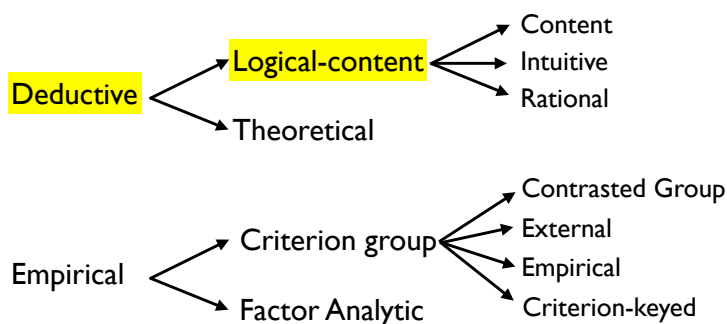 Deductive
Logical-content
Theoretical
Content
Intuitive
Rational
Empirical
Criterion group
Factor Analytic
Contrasted Group
External
Empirical
Criterion-keyed